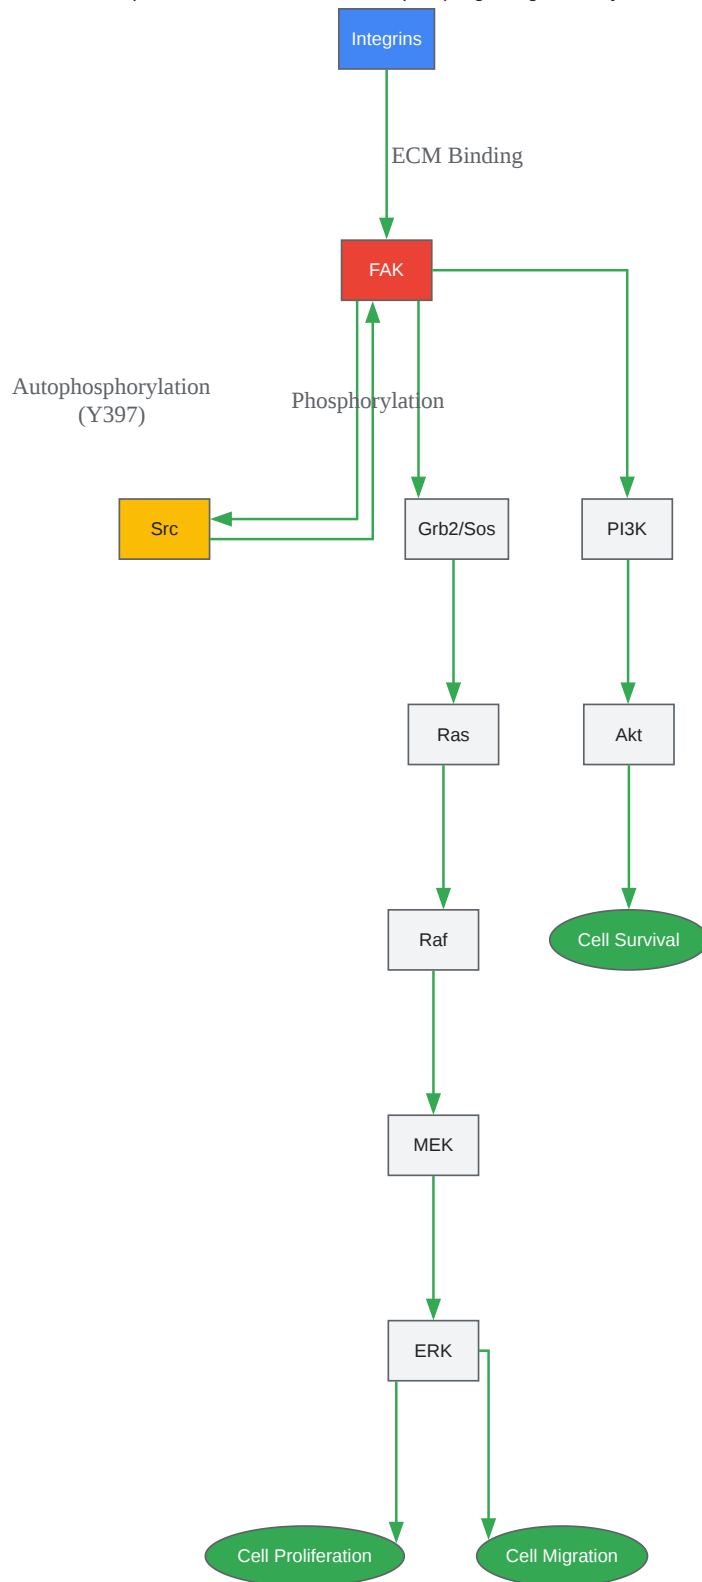 Integrins
ECM Binding
FAK
Autophosphorylation
(Y397)
Phosphorylation
Src
Grb2/Sos
PI3K
Ras
Akt
Raf
Cell Survival
MEK
ERK
Cell Proliferation
Cell Migration